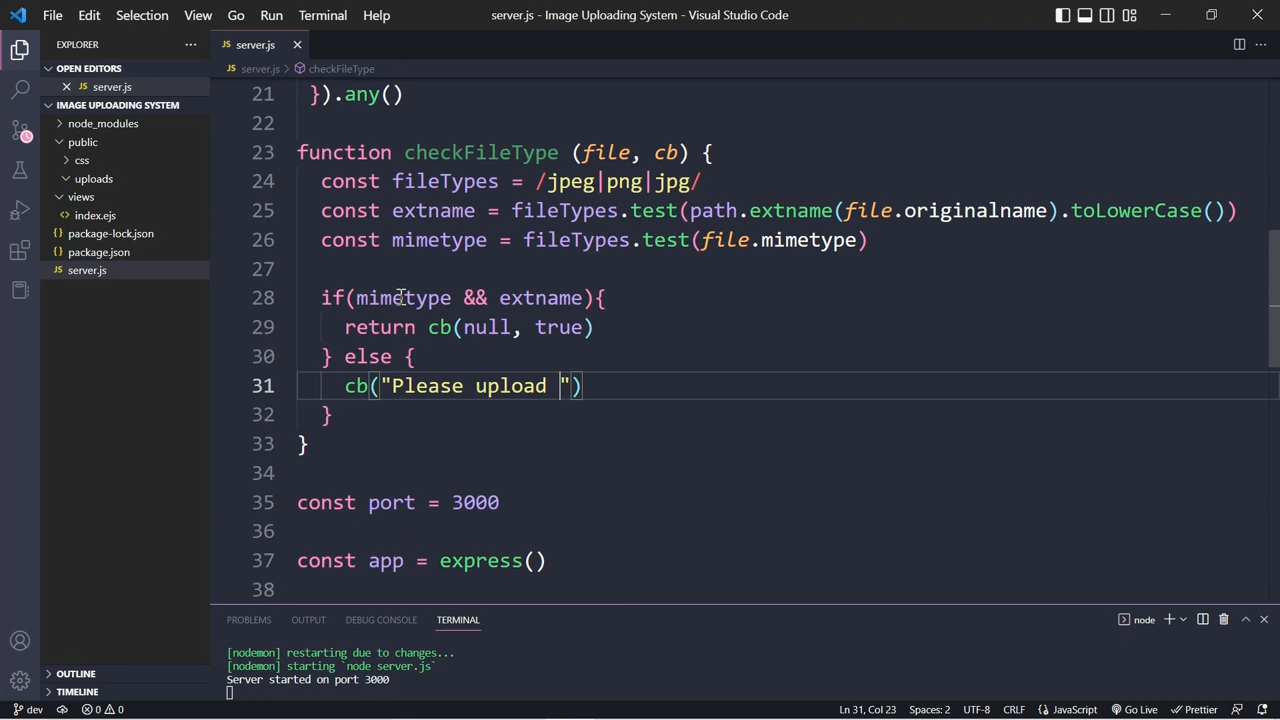 File Edit Selection View Go Run Terminal Help
server.js - Image Uploading System - Visual Studio Code
EXPLORER
OPEN EDITORS
server.js
IMAGE UPLOADING SYSTEM
node_modules
public
css
uploads
views
index.ejs
package-lock.json
package.json
server.js
OUTLINE
TIMELINE
server.js
server.js > checkFileType
21 }).any()
22
23 function checkFileType (file, cb) {
24 const fileTypes = /jpeg|png|jpg/
25 const extname = fileTypes.test(path.extname(file.originalname).toLowerCase())
26 const mimetype = fileTypes.test(file.mimetype)
27
28 if(mimetype && extname){
29 return cb(null, true)
30 } else {
31 cb("Please upload ")
32 }
33 }
34
35 const port = 3000
36
37 const app = express()
38
PROBLEMS OUTPUT DEBUG CONSOLE TERMINAL
node
[nodemon] restarting due to changes...
[nodemon] starting `node server.js`
Server started on port 3000
dev 0 0 Ln 31, Col 23 Spaces: 2 UTF-8 CRLF JavaScript Go Live Prettier